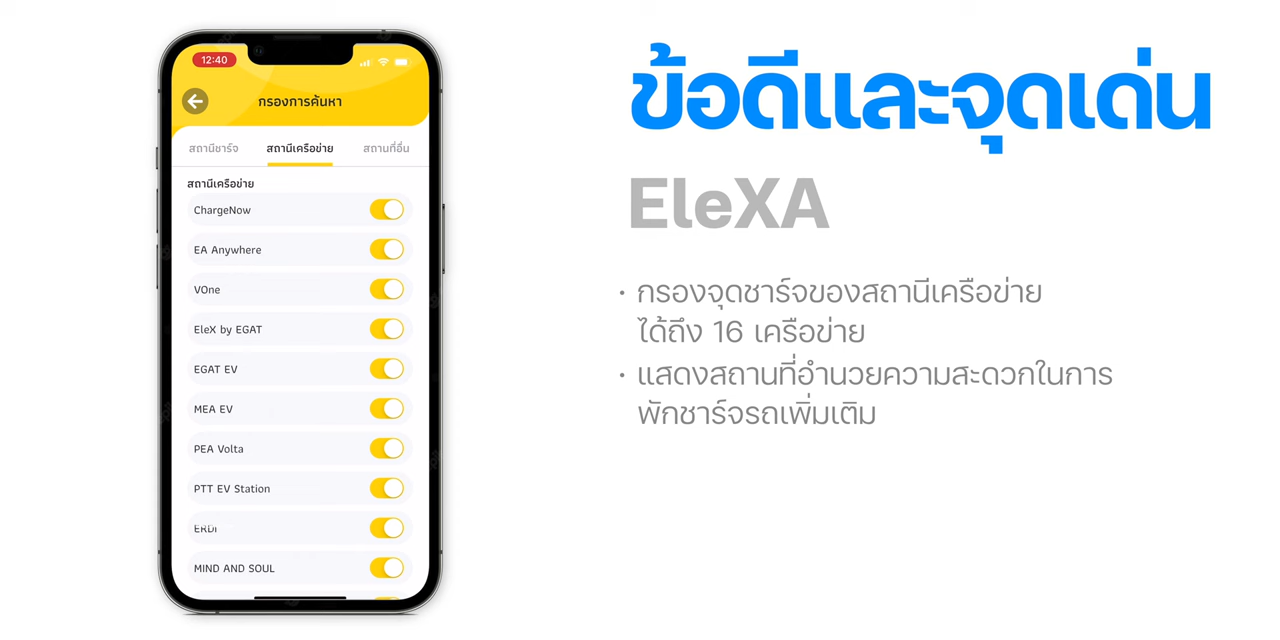 12:40
กรองการค้นหา
สถานีชาร์จ สถานีเครือข่าย สถานที่อื่น
สถานีเครือข่าย
ChargeNow
EA Anywhere
VOne
EleX by EGAT
EGAT EV
MEA EV
PEA Volta
PTT EV Station
ERDI
MIND AND SOUL
ข้อดีและจุดเด่น
EleXA
· กรองจุดชาร์จของสถานีเครือข่าย
ได้ถึง 16 เครือข่าย
· แสดงสถานที่อำนวยความสะดวกในการ
พักชาร์จรถเพิ่มเติม